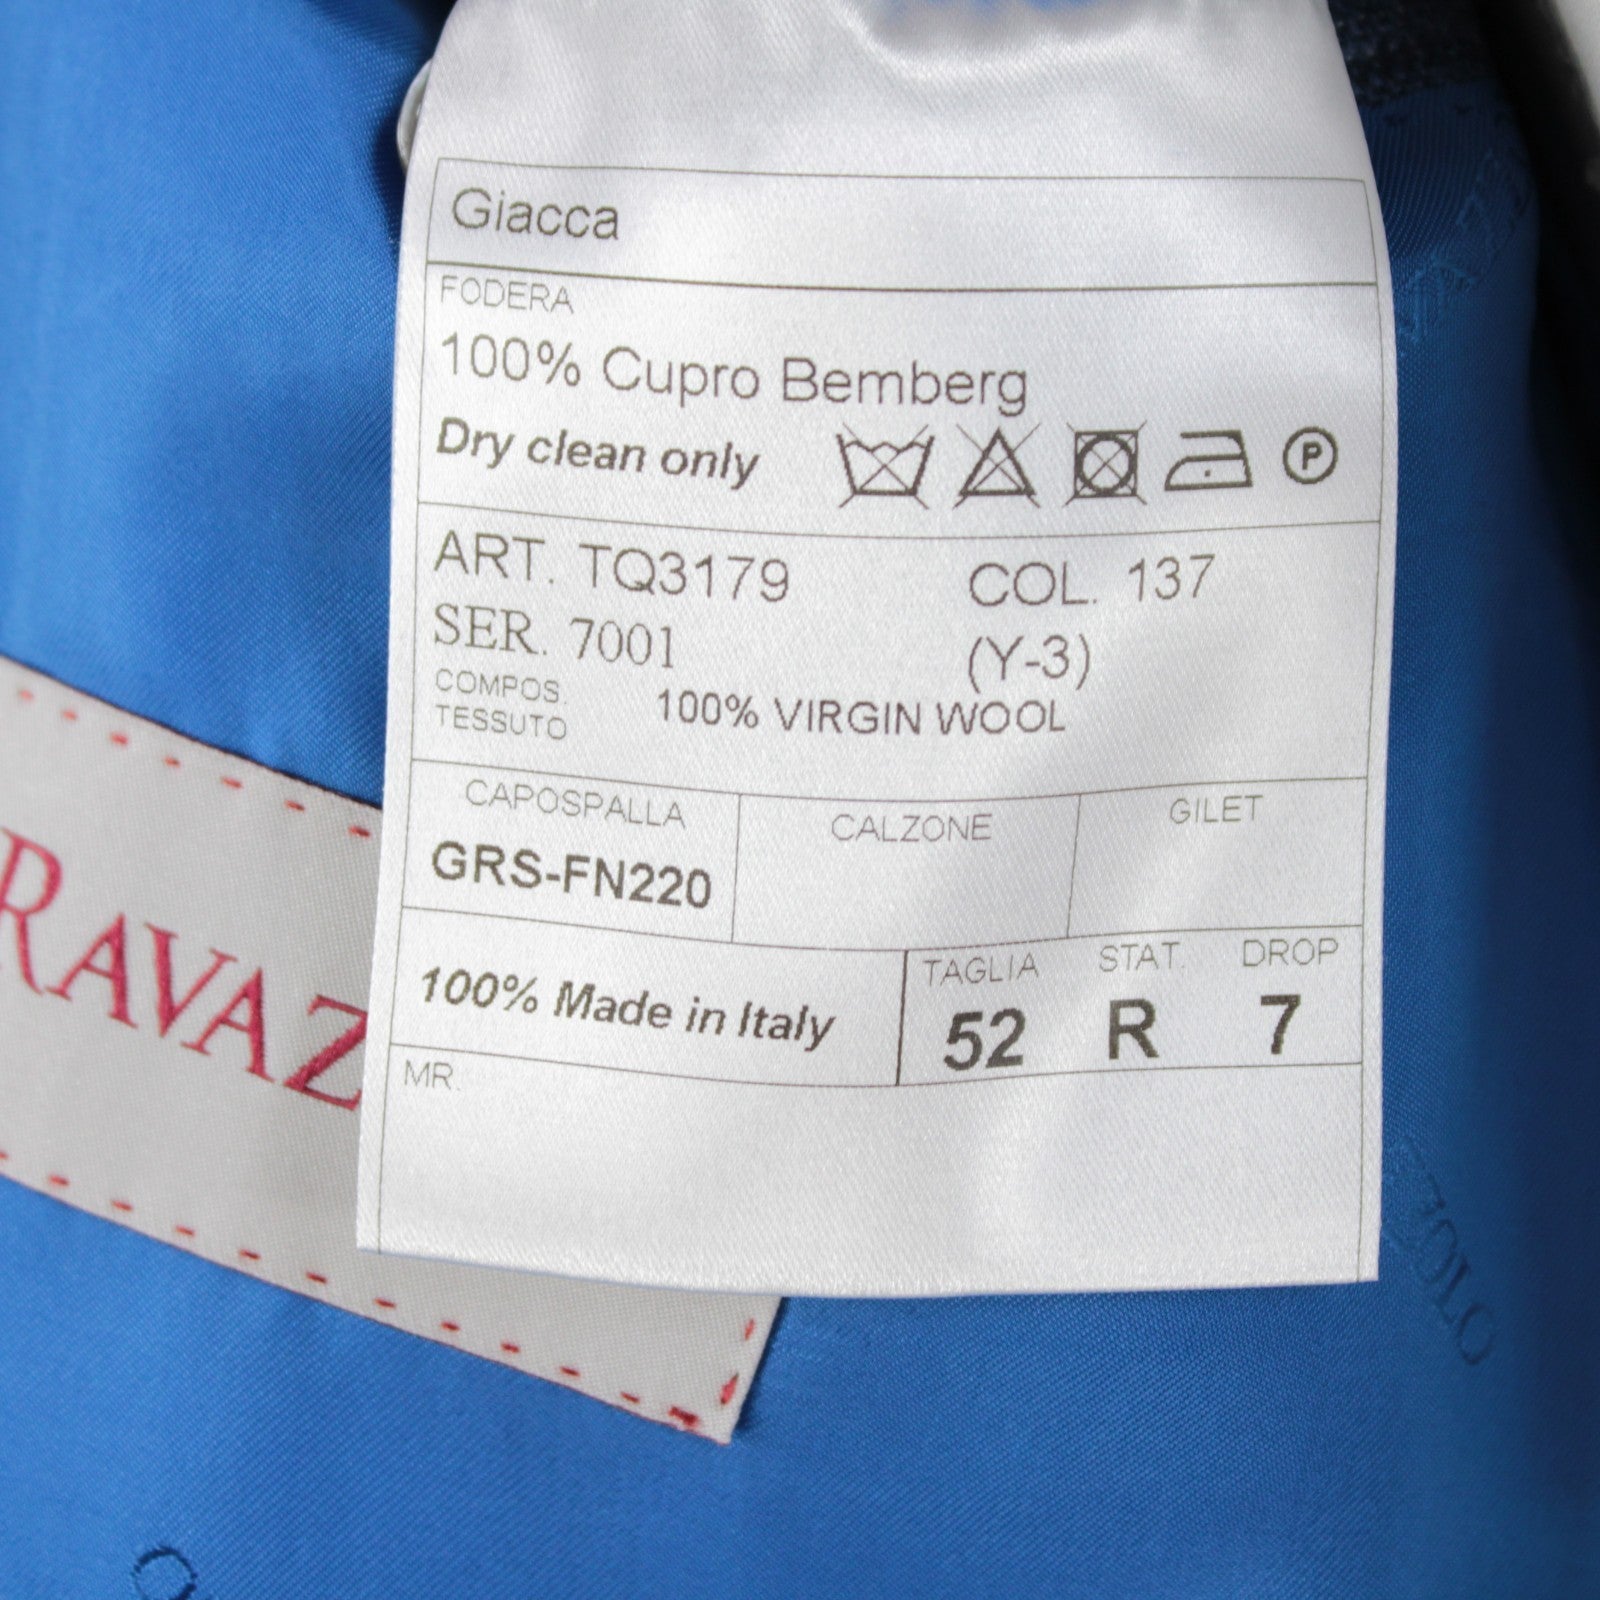 Giacca
FODERA
100% Cupro Bemberg
Dry clean only P
ART. TQ3179 COL. 137
SER. 7001 (Y-3)
COMPOS. TESSUTO 100% VIRGIN WOOL
CAPOSPALLA CALZONE GILET
GRS-FN220
100% Made in Italy
TAGLIA STAT. DROP
52 R 7
MR.
RAVAZ
ZOLO